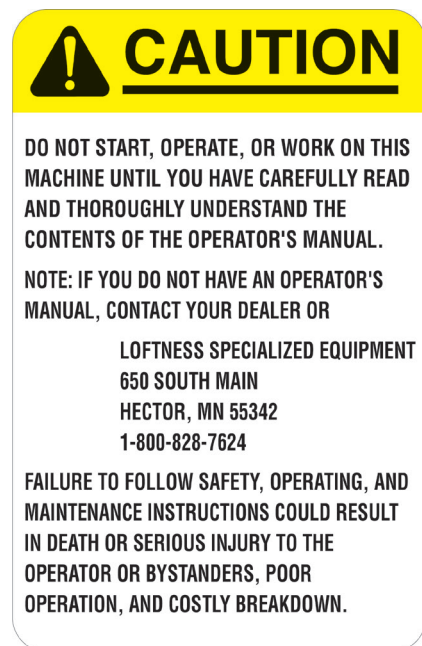 CAUTION
DO NOT START, OPERATE, OR WORK ON THIS
MACHINE UNTIL YOU HAVE CAREFULLY READ
AND THOROUGHLY UNDERSTAND THE
CONTENTS OF THE OPERATOR'S MANUAL.
NOTE: IF YOU DO NOT HAVE AN OPERATOR'S
MANUAL, CONTACT YOUR DEALER OR
LOFTNESS SPECIALIZED EQUIPMENT
650 SOUTH MAIN
HECTOR, MN 55342
1-800-828-7624
FAILURE TO FOLLOW SAFETY, OPERATING, AND
MAINTENANCE INSTRUCTIONS COULD RESULT
IN DEATH OR SERIOUS INJURY TO THE
OPERATOR OR BYSTANDERS, POOR
OPERATION, AND COSTLY BREAKDOWN.